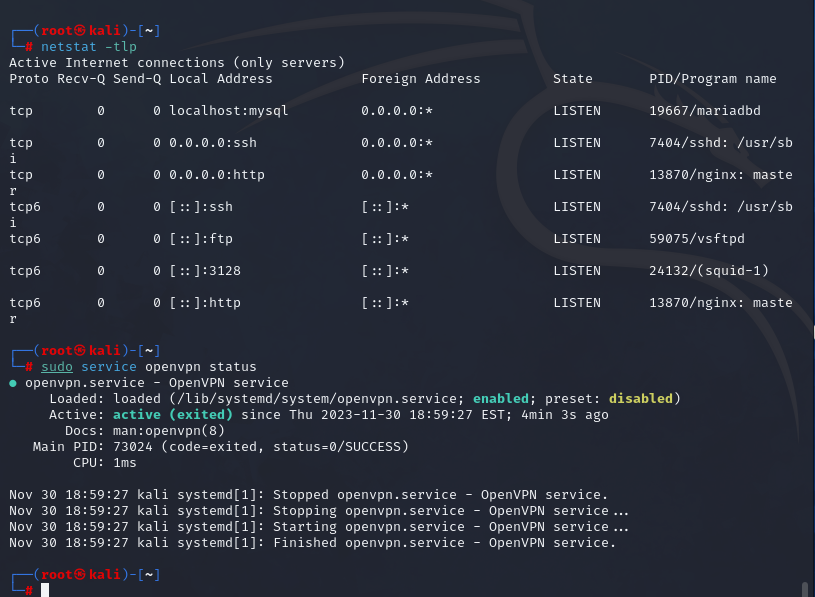 ┌──(root㉿kali)-[~]
└─# netstat -tlp
Active Internet connections (only servers)
Proto Recv-Q Send-Q Local Address           Foreign Address         State       PID/Program name
tcp        0      0 localhost:mysql         0.0.0.0:*               LISTEN      19667/mariadbd
tcp        0      0 0.0.0.0:ssh             0.0.0.0:*               LISTEN      7404/sshd: /usr/sb
i
tcp        0      0 0.0.0.0:http            0.0.0.0:*               LISTEN      13870/nginx: maste
r
tcp6       0      0 [::]:ssh                [::]:*                  LISTEN      7404/sshd: /usr/sb
i
tcp6       0      0 [::]:ftp                [::]:*                  LISTEN      59075/vsftpd
tcp6       0      0 [::]:3128               [::]:*                  LISTEN      24132/(squid-1)
tcp6       0      0 [::]:http               [::]:*                  LISTEN      13870/nginx: maste
r
┌──(root㉿kali)-[~]
└─# sudo service openvpn status
● openvpn.service - OpenVPN service
     Loaded: loaded (/lib/systemd/system/openvpn.service; enabled; preset: disabled)
     Active: active (exited) since Thu 2023-11-30 18:59:27 EST; 4min 3s ago
       Docs: man:openvpn(8)
   Main PID: 73024 (code=exited, status=0/SUCCESS)
        CPU: 1ms
Nov 30 18:59:27 kali systemd[1]: Stopped openvpn.service - OpenVPN service.
Nov 30 18:59:27 kali systemd[1]: Stopping openvpn.service - OpenVPN service...
Nov 30 18:59:27 kali systemd[1]: Starting openvpn.service - OpenVPN service...
Nov 30 18:59:27 kali systemd[1]: Finished openvpn.service - OpenVPN service.
┌──(root㉿kali)-[~]
└─#